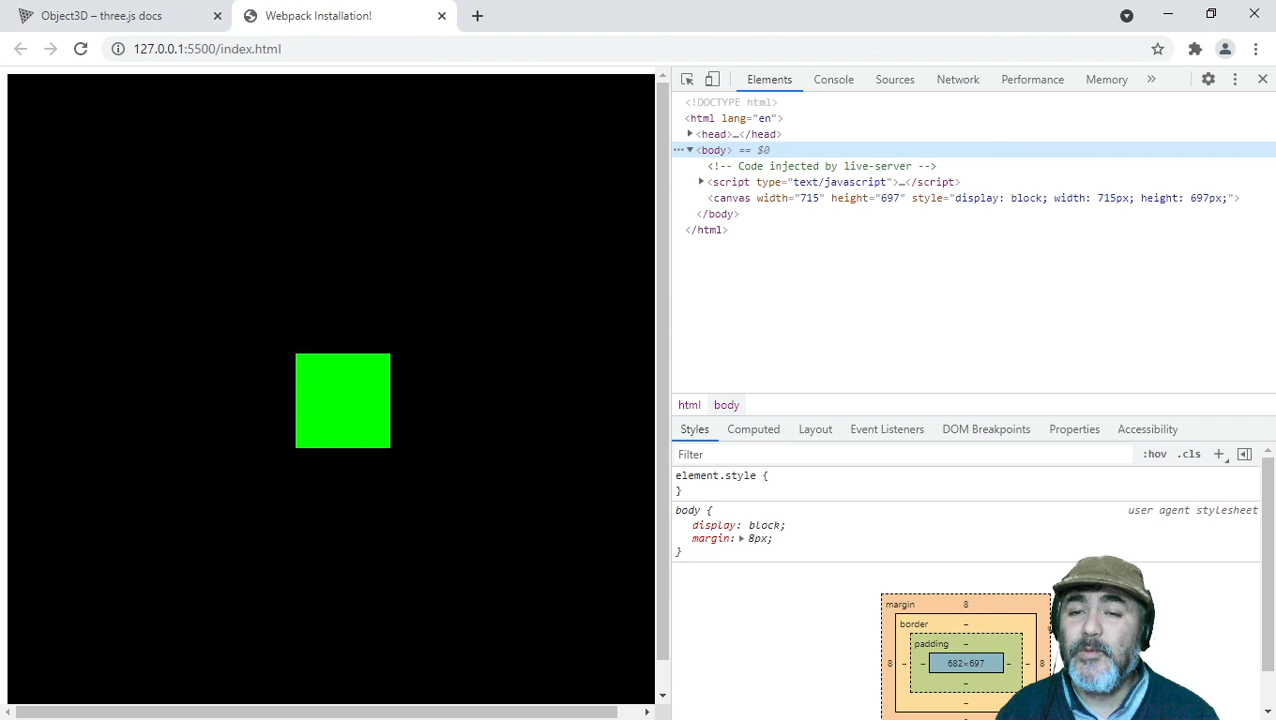 Object3D – three.js docs
Webpack Installation!
127.0.0.1:5500/index.html
Elements Console Sources Network Performance Memory
<!DOCTYPE html>
<html lang="en">
<head>…</head>
<body> == $0
<!-- Code injected by live-server -->
<script type="text/javascript">…</script>
<canvas width="715" height="697" style="display: block; width: 715px; height: 697px;">
</body>
</html>
html body
Styles Computed Layout Event Listeners DOM Breakpoints Properties Accessibility
Filter :hov .cls
element.style {
}
body { user agent stylesheet
display: block;
margin: 8px;
}
margin 8
border –
padding –
8 – – 682×697 – – 8
–
–